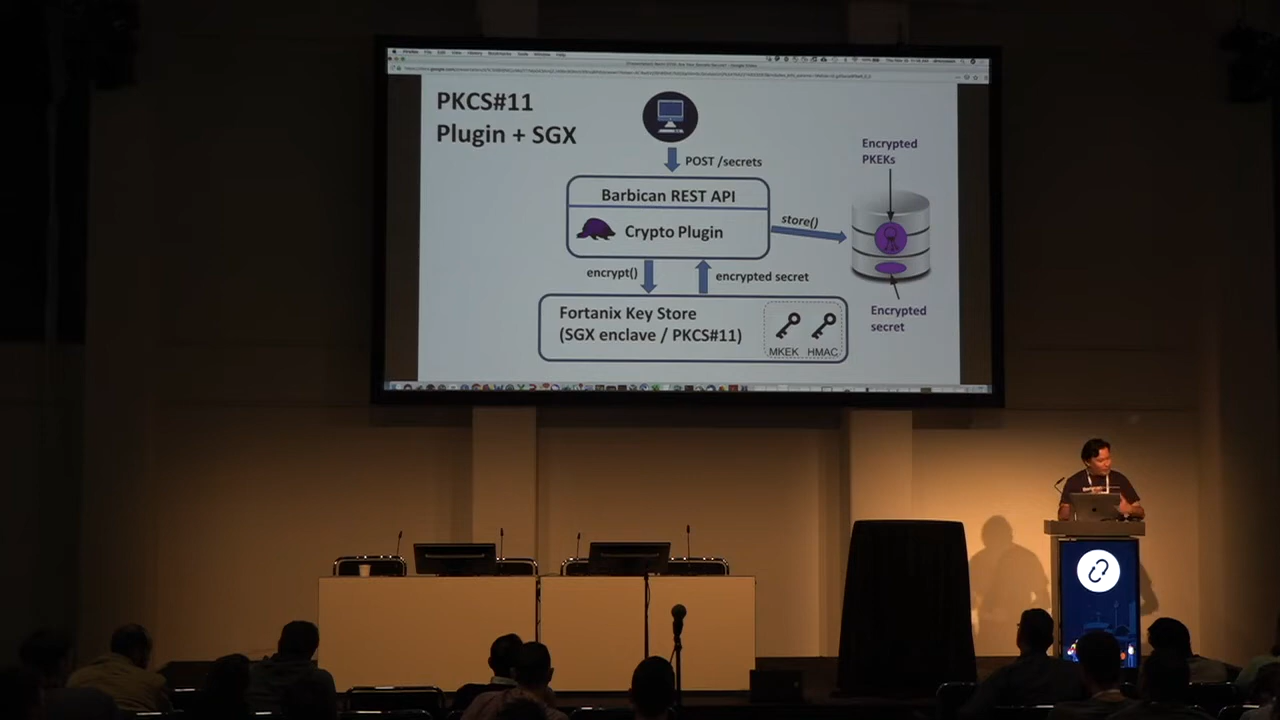 PKCS#11
Plugin + SGX
POST /secrets
Barbican REST API
Crypto Plugin
store()
Encrypted
PKEKs
encrypt()
encrypted secret
Encrypted
secret
Fortanix Key Store
(SGX enclave / PKCS#11)
MKEK HMAC